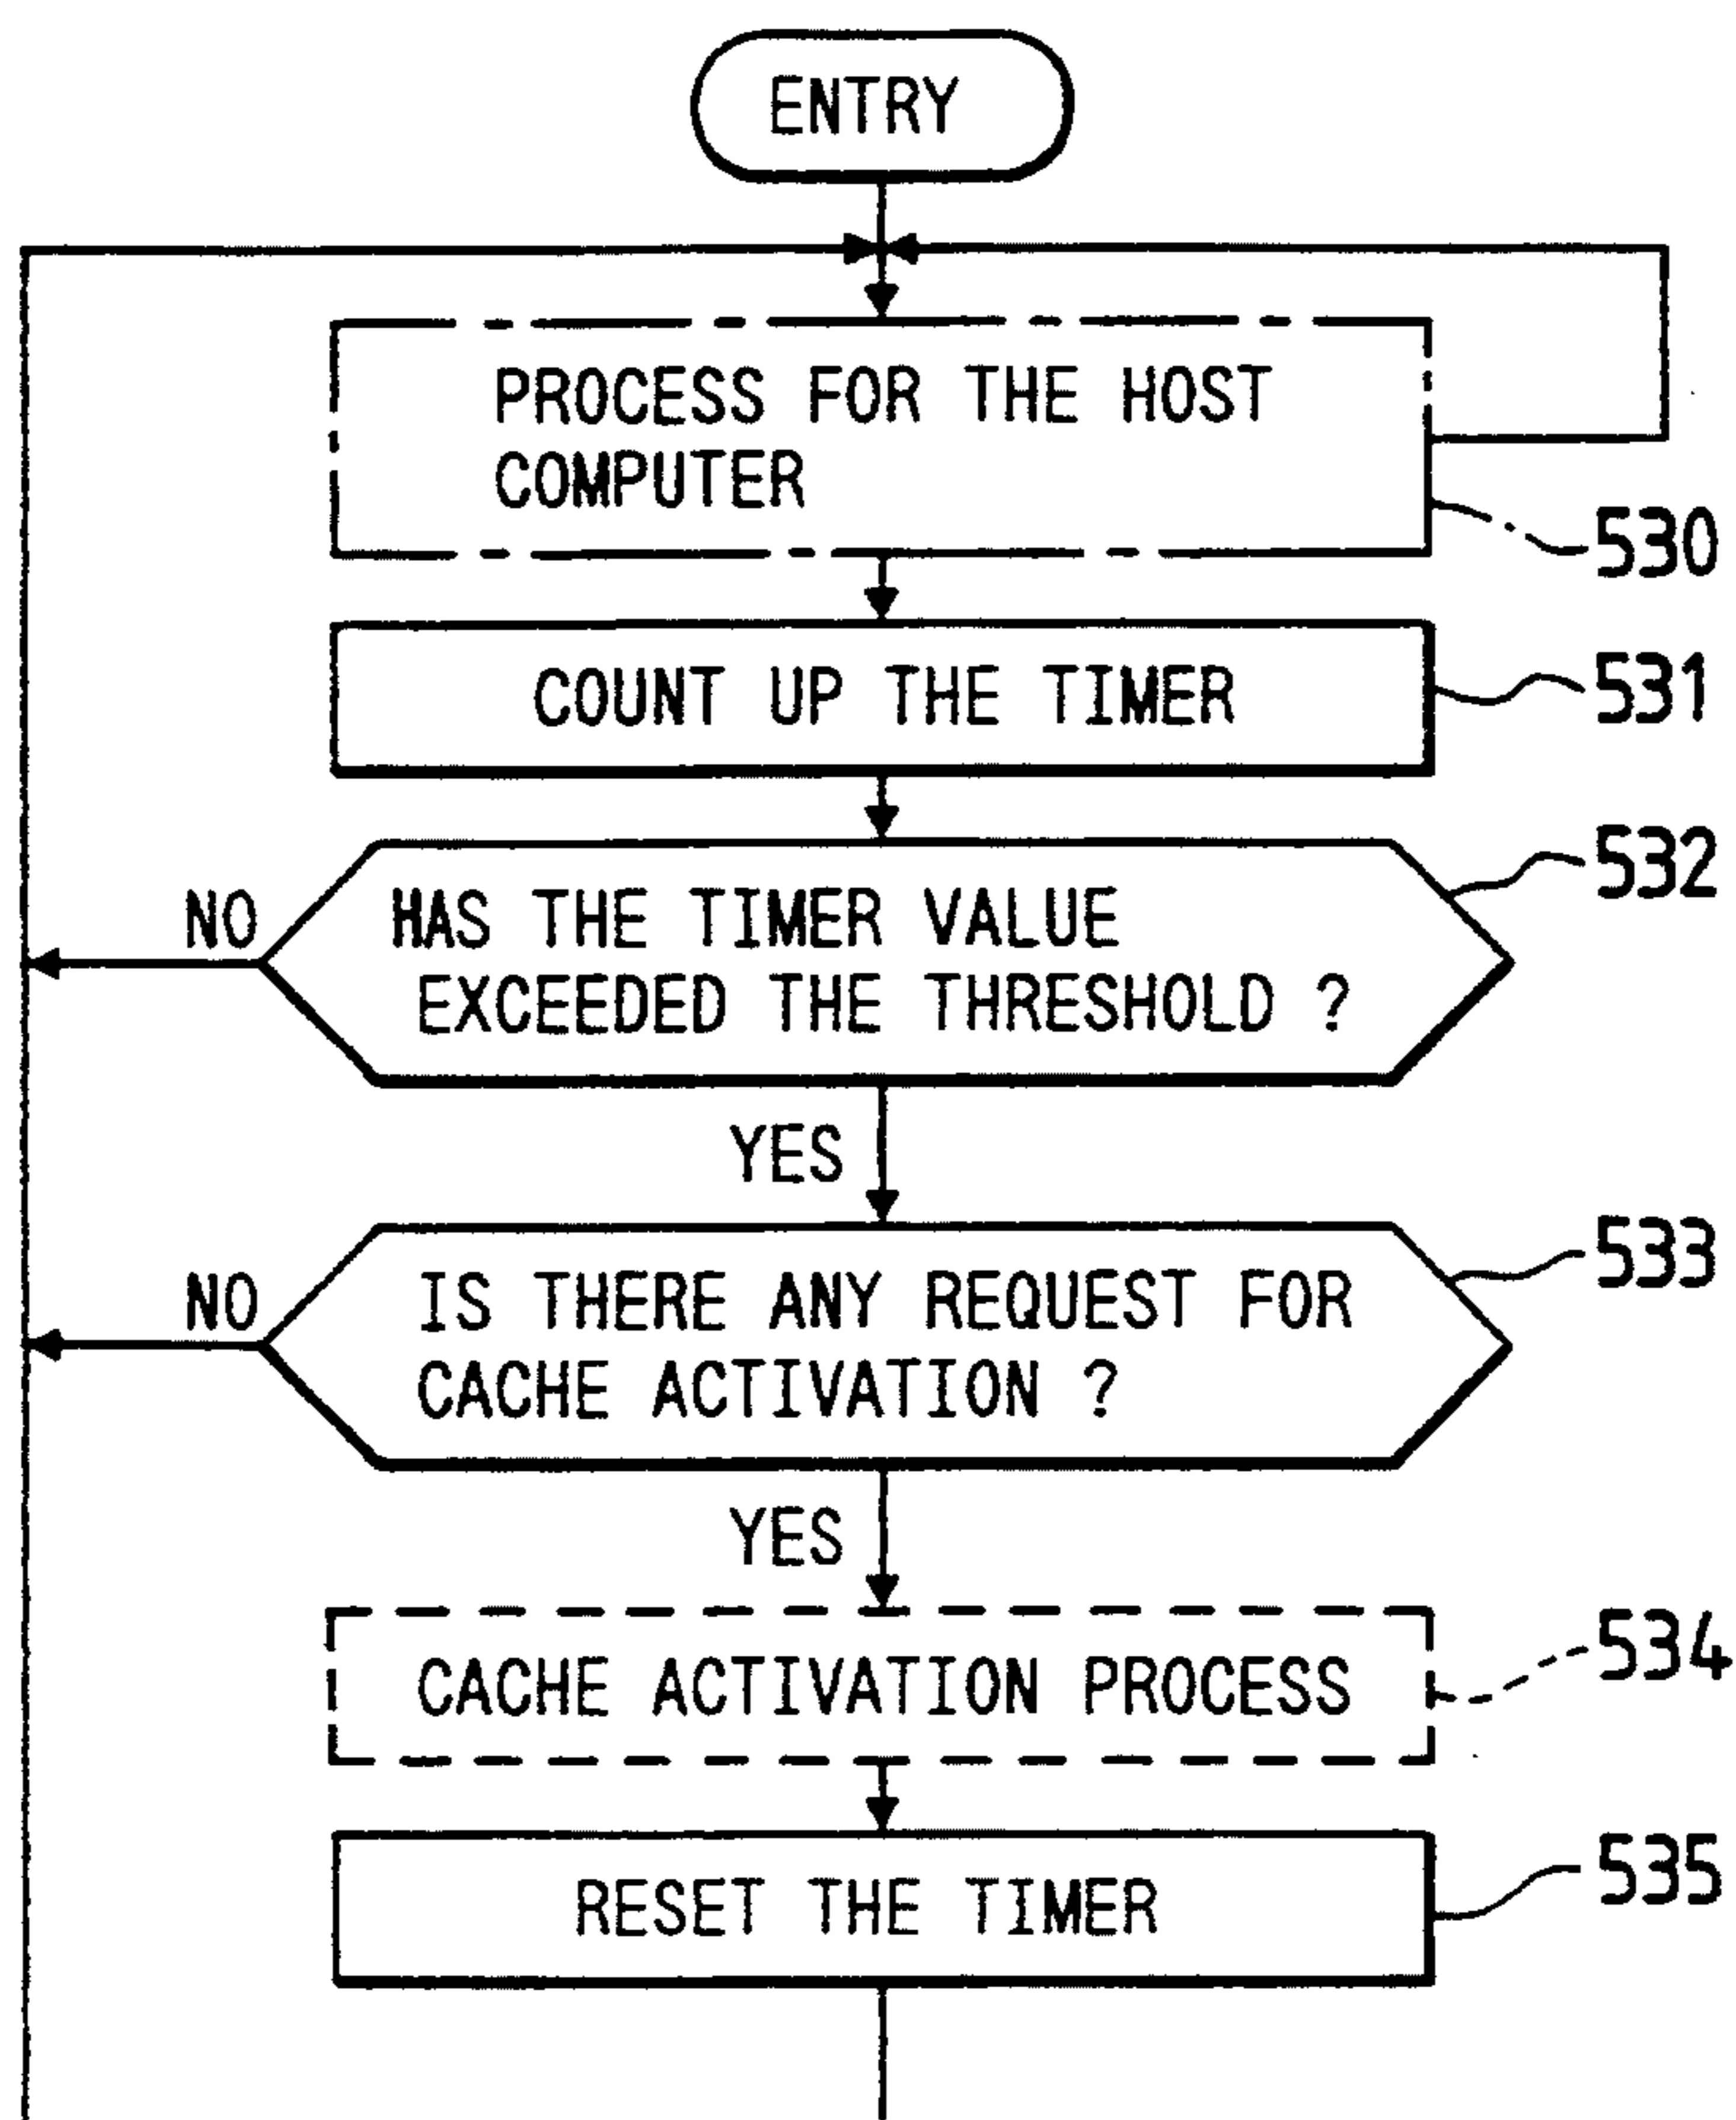 ENTRY
PROCESS FOR THE HOST
COMPUTER
530
COUNT UP THE TIMER
531
532
NO
HAS THE TIMER VALUE
EXCEEDED THE THRESHOLD ?
YES
533
NO
IS THERE ANY REQUEST FOR
CACHE ACTIVATION ?
YES
534
CACHE ACTIVATION PROCESS
535
RESET THE TIMER